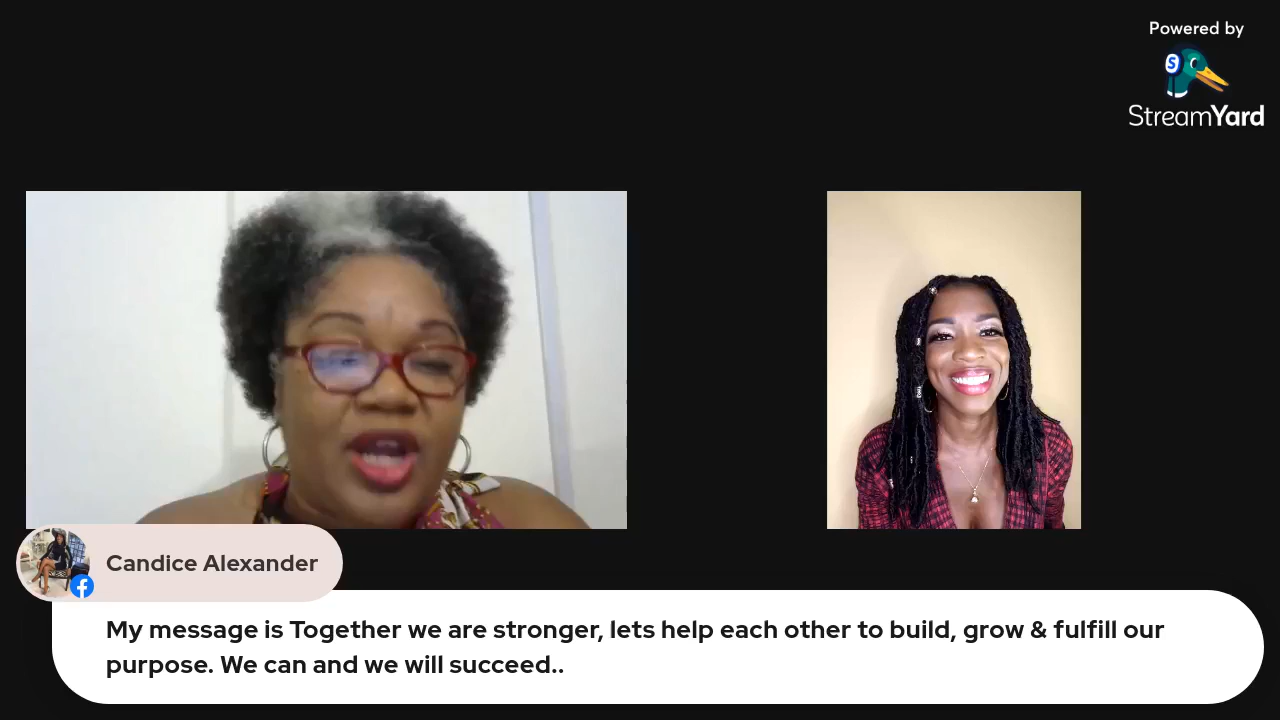 Powered by
S
StreamYard
Candice Alexander
My message is Together we are stronger, lets help each other to build, grow & fulfill our
purpose. We can and we will succeed..